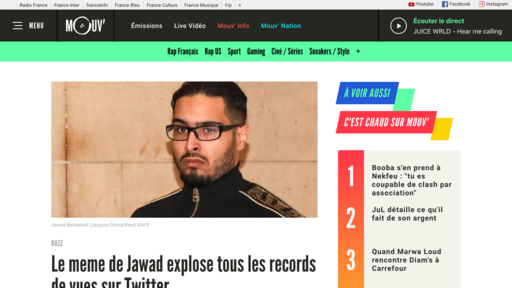 Radio France France Inter franceinfo France Bleu France Culture France Musique Fip +
Youtube Facebook Instagram
MENU
MOUV'
Émissions Live Vidéo Mouv' Info Mouv' Nation
Écouter le direct
JUICE WRLD - Hear me calling
Rap Français Rap US Sport Gaming Ciné / Séries Sneakers / Style +
Jawad Bendaoud (Jacques Demarthon) ©AFP
BUZZ
Le meme de Jawad explose tous les records
de vues sur Twitter
À VOIR AUSSI
C'EST CHAUD SUR MOUV'
1
Booba s'en prend à
Nekfeu : "tu es
coupable de clash par
association"
2
JuL détaille ce qu'il
fait de son argent
3
Quand Marwa Loud
rencontre Diam's à
Carrefour